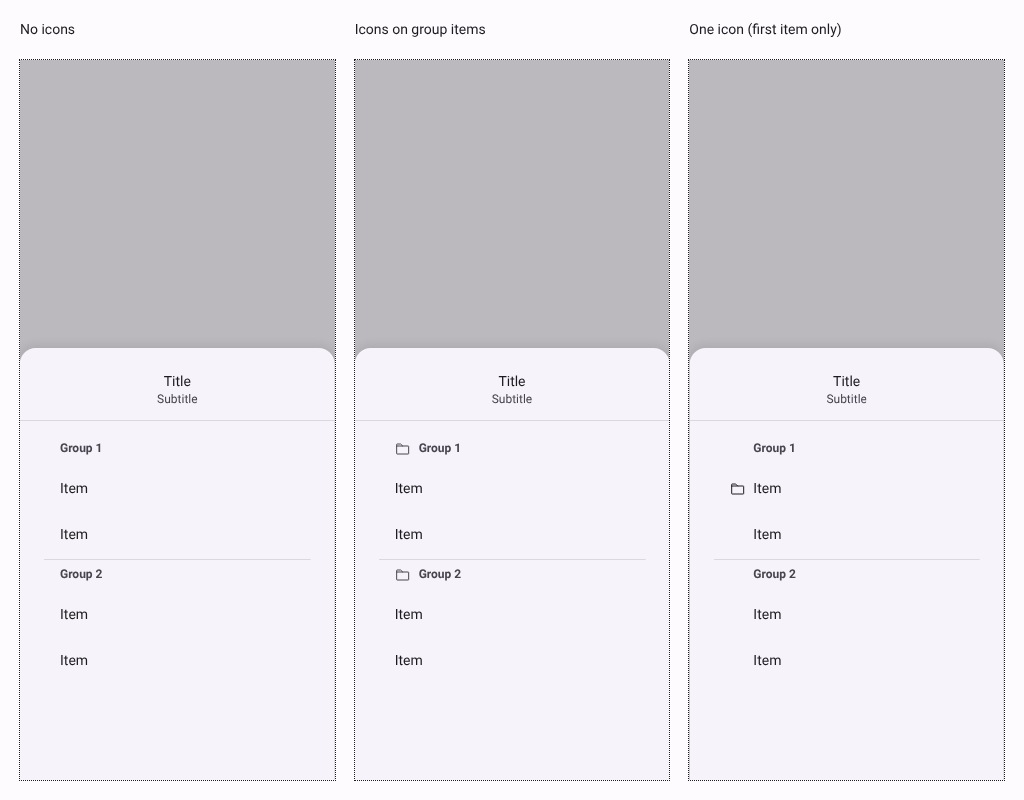 No icons
Title
Subtitle
Group 1
Item
Item
Group 2
Item
Item
Icons on group items
Title
Subtitle
Group 1
Item
Item
Group 2
Item
Item
One icon (first item only)
Title
Subtitle
Group 1
Item
Item
Group 2
Item
Item